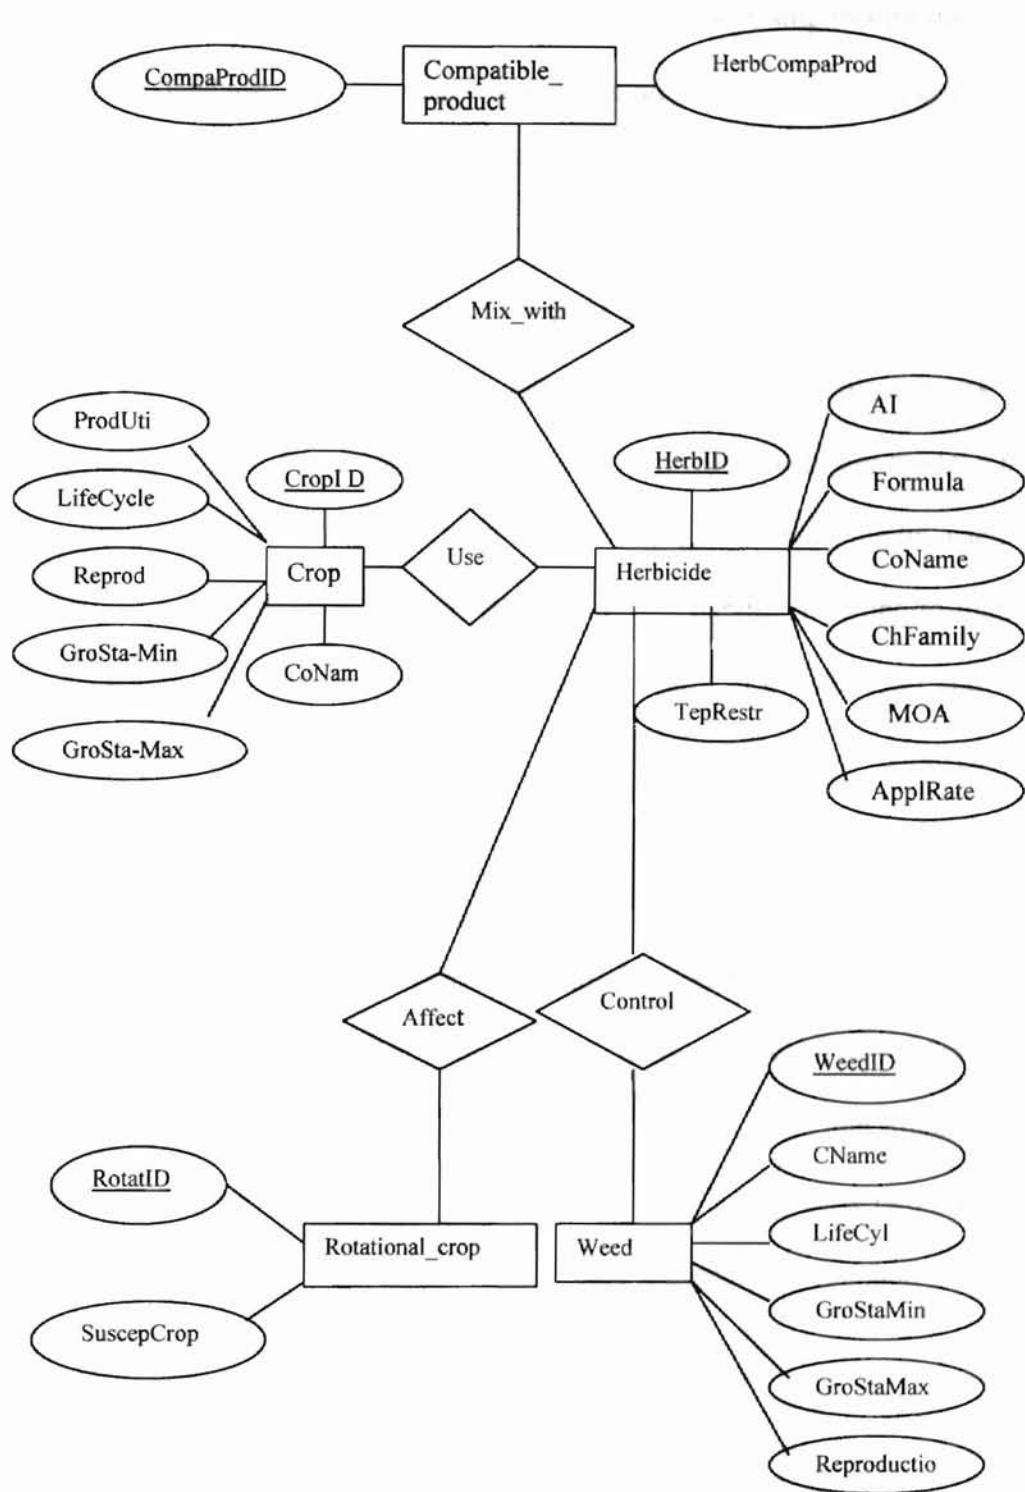 CompaProdID
Compatible_
product
HerbCompaProd
Mix_with
ProdUti
LifeCycle
Reprod
GroSta-Min
GroSta-Max
CropI D
Crop
CoNam
Use
HerbID
Herbicide
TepRestr
AI
Formula
CoName
ChFamily
MOA
ApplRate
Affect
Control
RotatID
SuscepCrop
Rotational_crop
Weed
WeedID
CName
LifeCyl
GroStaMin
GroStaMax
Reproductio